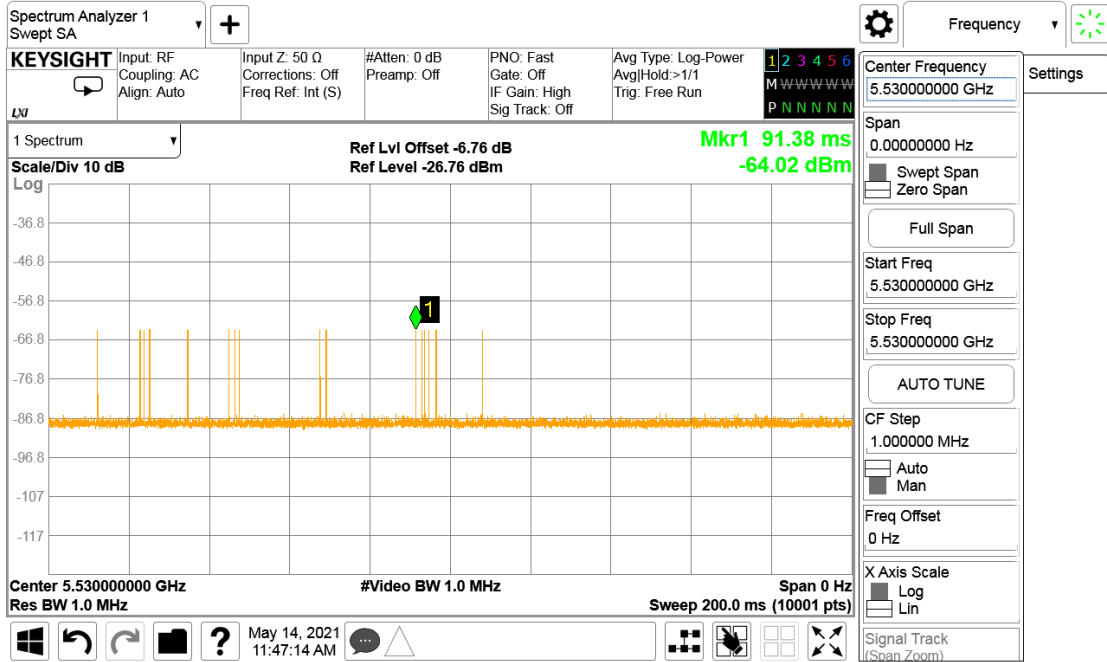 Spectrum Analyzer 1
Swept SA
+
Frequency
KEYSIGHT
LXI
Input: RF
Coupling: AC
Align: Auto
Input Z: 50 Ω
Corrections: Off
Freq Ref: Int (S)
#Atten: 0 dB
Preamp: Off
PNO: Fast
Gate: Off
IF Gain: High
Sig Track: Off
Avg Type: Log-Power
Avg|Hold:>1/1
Trig: Free Run
1 2 3 4 5 6
M W W W W W
P N N N N N
1 Spectrum
Scale/Div 10 dB
Ref Lvl Offset -6.76 dB
Ref Level -26.76 dBm
Mkr1 91.38 ms
-64.02 dBm
Log
-36.8
-46.8
-56.8
-66.8
-76.8
-86.8
-96.8
-107
-117
1
Center 5.530000000 GHz
Res BW 1.0 MHz
#Video BW 1.0 MHz
Span 0 Hz
Sweep 200.0 ms (10001 pts)
?
May 14, 2021
11:47:14 AM
Center Frequency
5.530000000 GHz
Span
0.00000000 Hz
Swept Span
Zero Span
Full Span
Start Freq
5.530000000 GHz
Stop Freq
5.530000000 GHz
AUTO TUNE
CF Step
1.000000 MHz
Auto
Man
Freq Offset
0 Hz
X Axis Scale
Log
Lin
Signal Track
(Span Zoom)
Settings